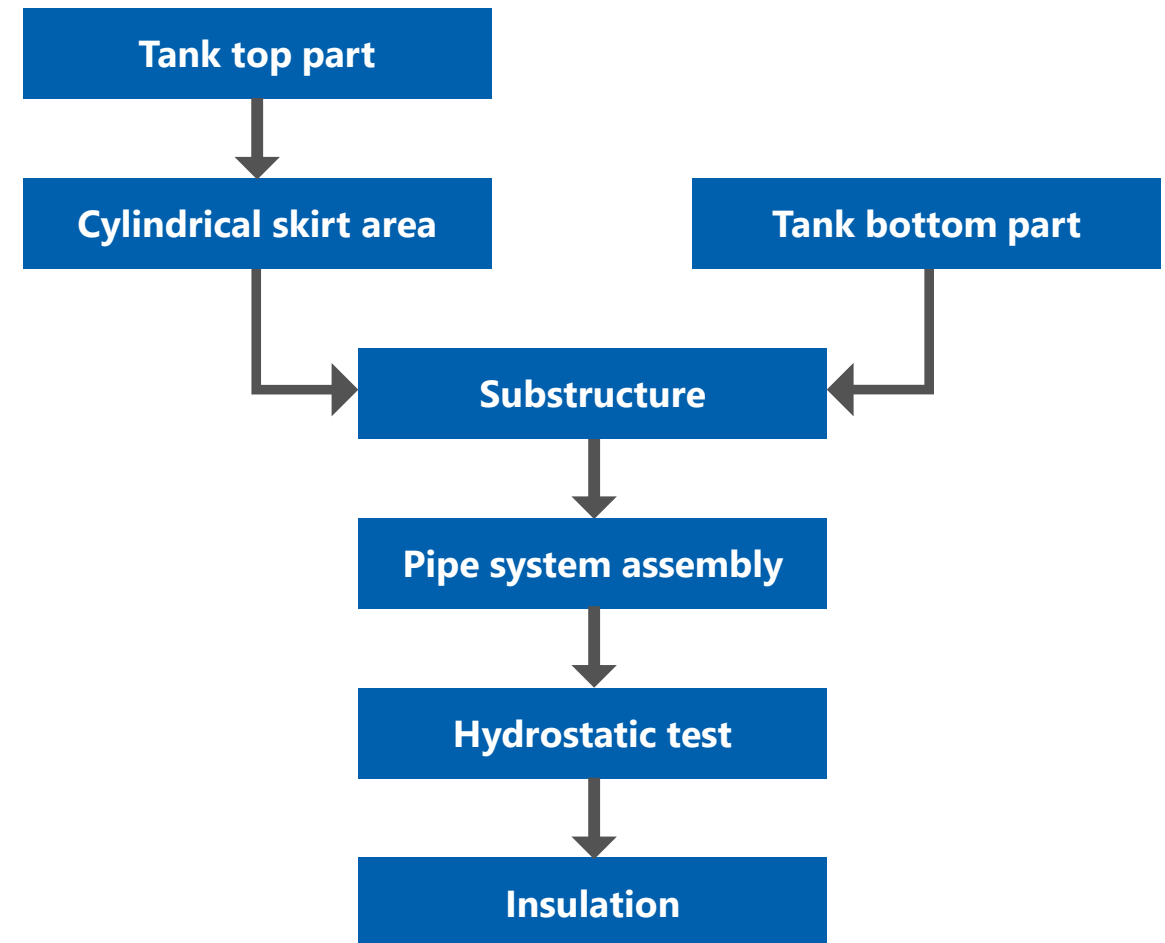 Tank top part
Cylindrical skirt area
Tank bottom part
Substructure
Pipe system assembly
Hydrostatic test
Insulation